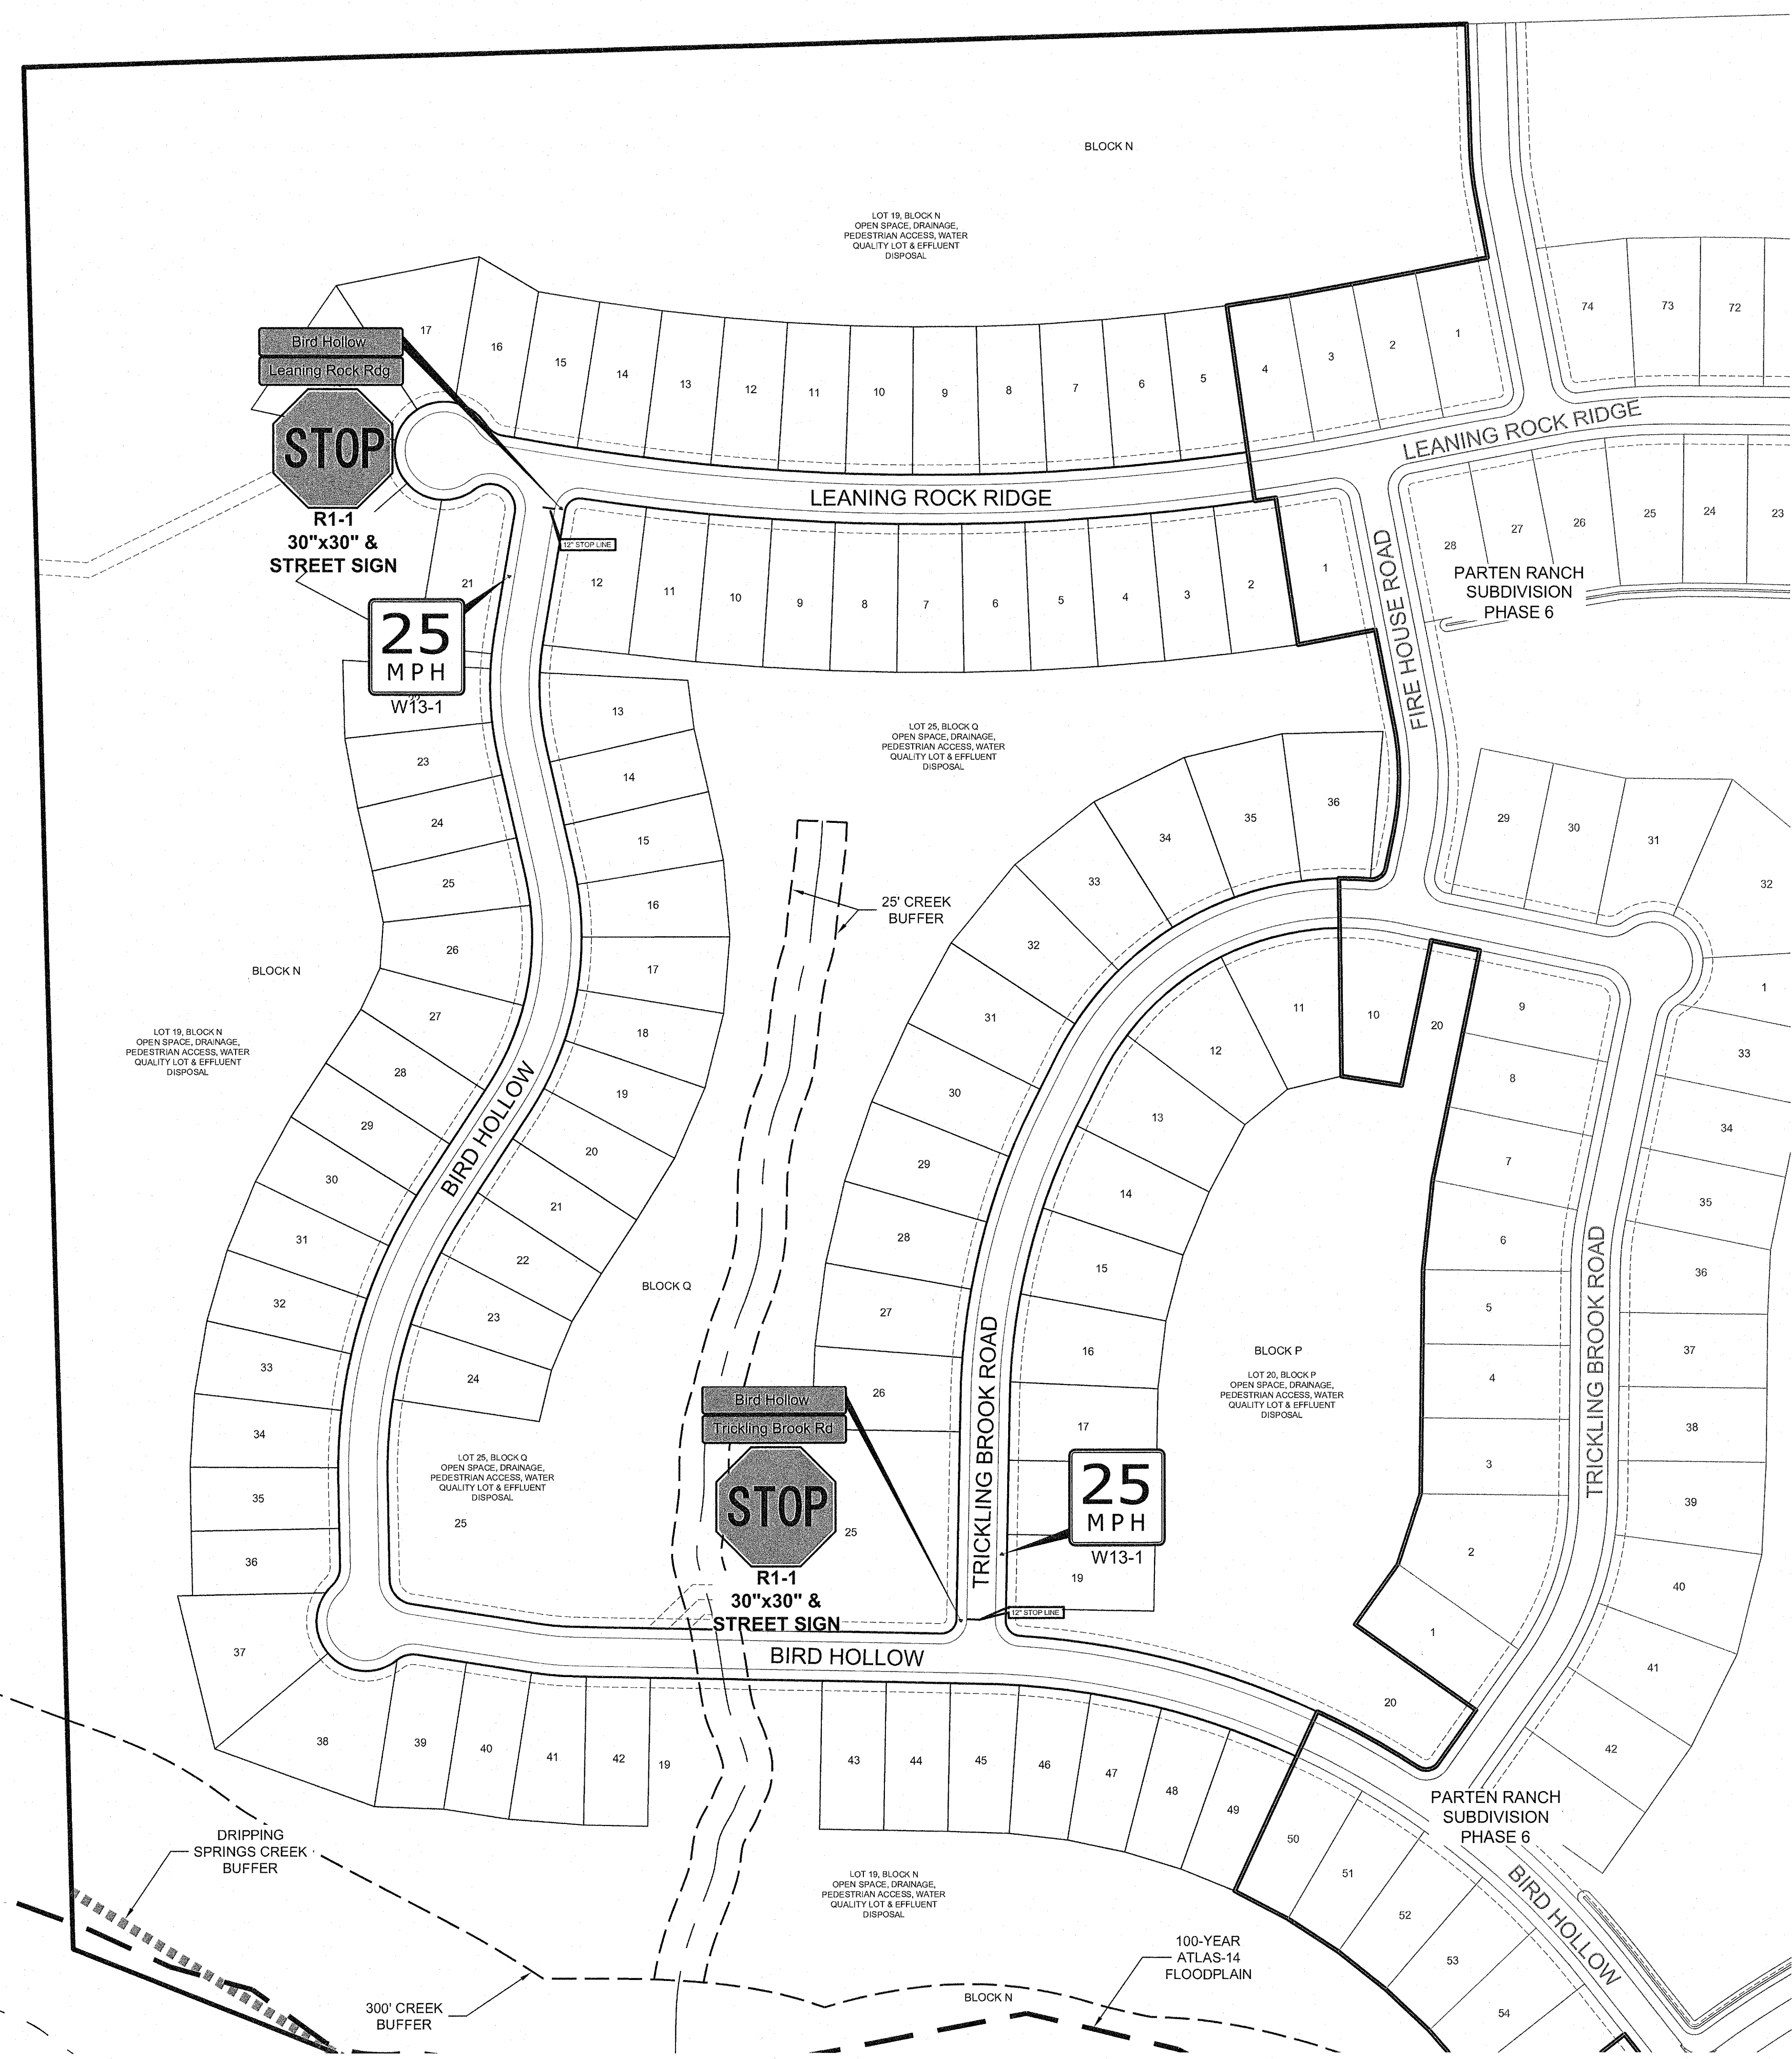 BLOCK N
LOT 19, BLOCK N
OPEN SPACE, DRAINAGE,
PEDESTRIAN ACCESS, WATER
QUALITY LOT & EFFLUENT
DISPOSAL
74
73
72
17
16
15
14
13
12
11
10
9
8
7
6
5
4
3
2
1
Bird Hollow
Leaning Rock Rdg
STOP
R1-1
30"x30" &
STREET SIGN
LEANING ROCK RIDGE
LEANING ROCK RIDGE
12" STOP LINE
21
25
MPH
W13-1
12
11
10
9
8
7
6
5
4
3
2
1
FIRE HOUSE ROAD
28
27
26
25
24
23
PARTEN RANCH
SUBDIVISION
PHASE 6
13
14
15
16
17
18
19
20
21
22
23
24
23
24
25
26
27
28
29
30
31
32
33
34
35
36
37
BIRD HOLLOW
LOT 25, BLOCK Q
OPEN SPACE, DRAINAGE,
PEDESTRIAN ACCESS, WATER
QUALITY LOT & EFFLUENT
DISPOSAL
25' CREEK
BUFFER
36
35
34
33
32
31
30
29
28
27
26
29
30
31
32
BLOCK N
LOT 19, BLOCK N
OPEN SPACE, DRAINAGE,
PEDESTRIAN ACCESS, WATER
QUALITY LOT & EFFLUENT
DISPOSAL
10
11
12
13
14
15
16
17
19
20
9
8
7
6
5
4
3
2
1
20
1
33
34
35
36
37
38
39
40
41
42
BLOCK Q
BLOCK P
LOT 20, BLOCK P
OPEN SPACE, DRAINAGE,
PEDESTRIAN ACCESS, WATER
QUALITY LOT & EFFLUENT
DISPOSAL
TRICKLING BROOK ROAD
TRICKLING BROOK ROAD
LOT 25, BLOCK Q
OPEN SPACE, DRAINAGE,
PEDESTRIAN ACCESS, WATER
QUALITY LOT & EFFLUENT
DISPOSAL
25
Bird Hollow
Trickling Brook Rd
STOP
25
R1-1
30"x30" &
STREET SIGN
25
MPH
W13-1
12" STOP LINE
BIRD HOLLOW
38
39
40
41
42
19
43
44
45
46
47
48
49
50
51
52
53
54
PARTEN RANCH
SUBDIVISION
PHASE 6
BIRD HOLLOW
DRIPPING
SPRINGS CREEK
BUFFER
LOT 19, BLOCK N
OPEN SPACE, DRAINAGE,
PEDESTRIAN ACCESS, WATER
QUALITY LOT & EFFLUENT
DISPOSAL
100-YEAR
ATLAS-14
FLOODPLAIN
300' CREEK
BUFFER
BLOCK N